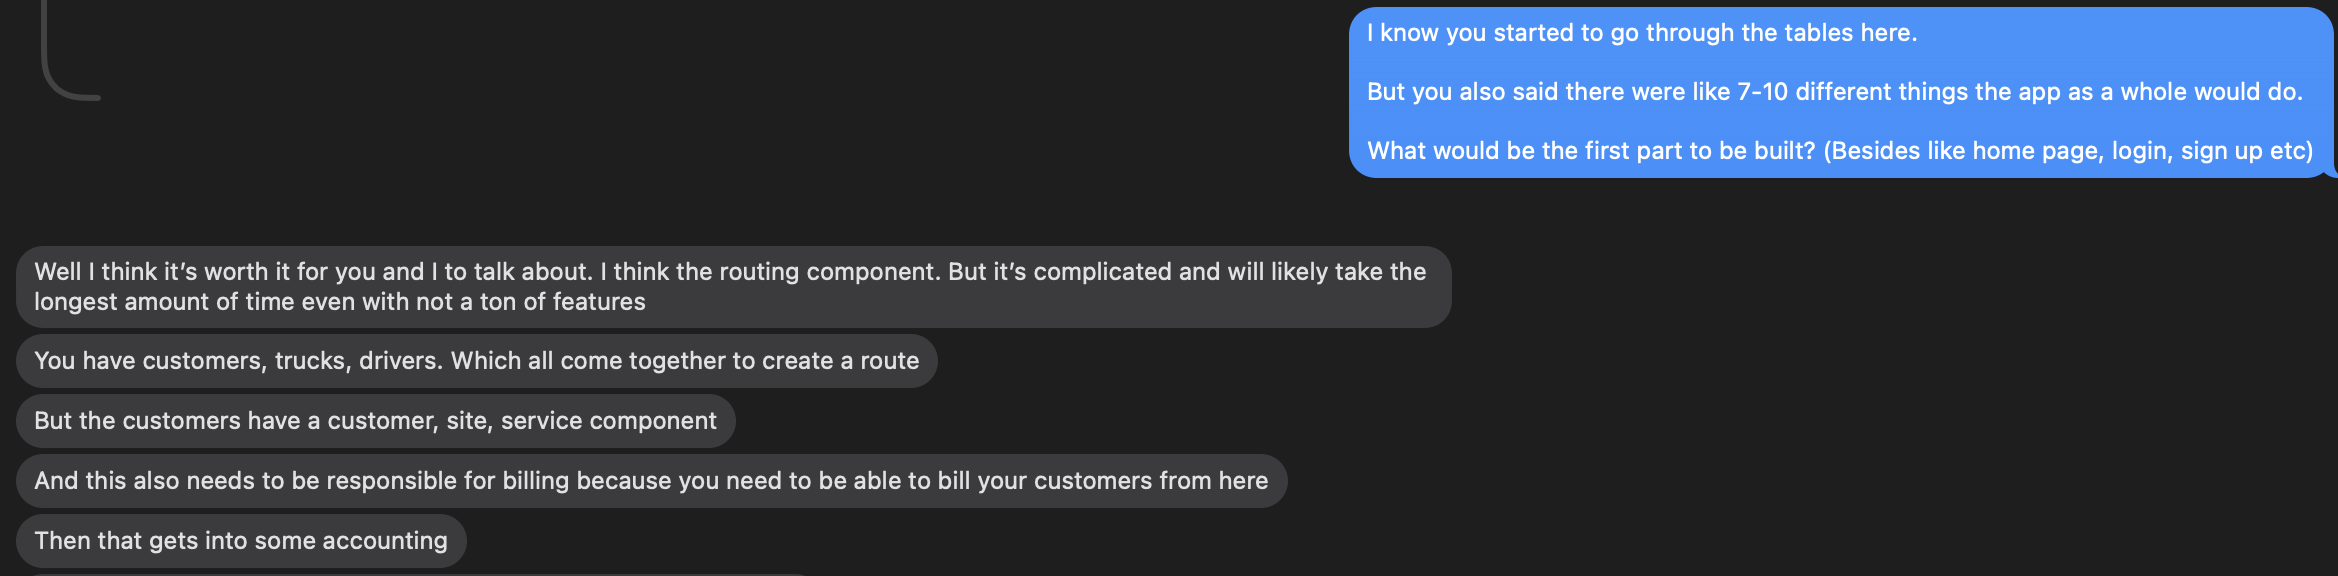 I know you started to go through the tables here.
But you also said there were like 7-10 different things the app as a whole would do.
What would be the first part to be built? (Besides like home page, login, sign up etc)
Well I think it’s worth it for you and I to talk about. I think the routing component. But it’s complicated and will likely take the
longest amount of time even with not a ton of features
You have customers, trucks, drivers. Which all come together to create a route
But the customers have a customer, site, service component
And this also needs to be responsible for billing because you need to be able to bill your customers from here
Then that gets into some accounting